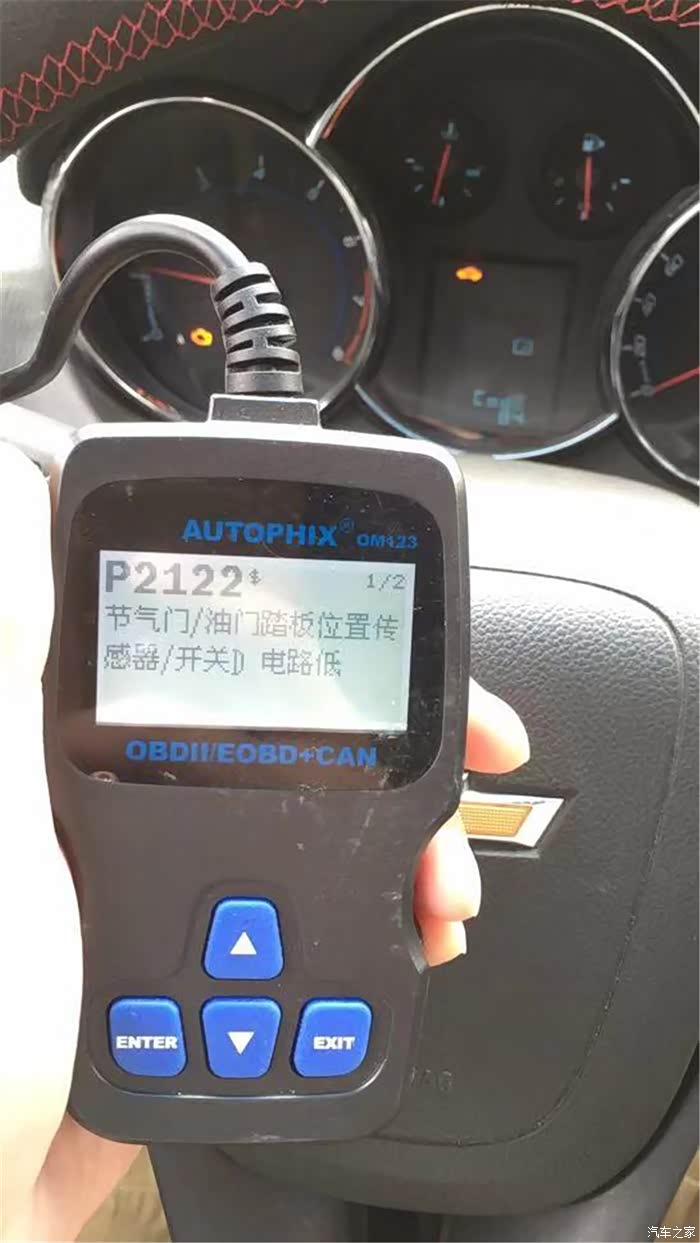 AUTOPHIX® OM123
P2122$ 1/2
节气门/油门踏板位置传
感器/开关D 电路低
OBDII/EOBD+CAN
ENTER
EXIT
汽车之家